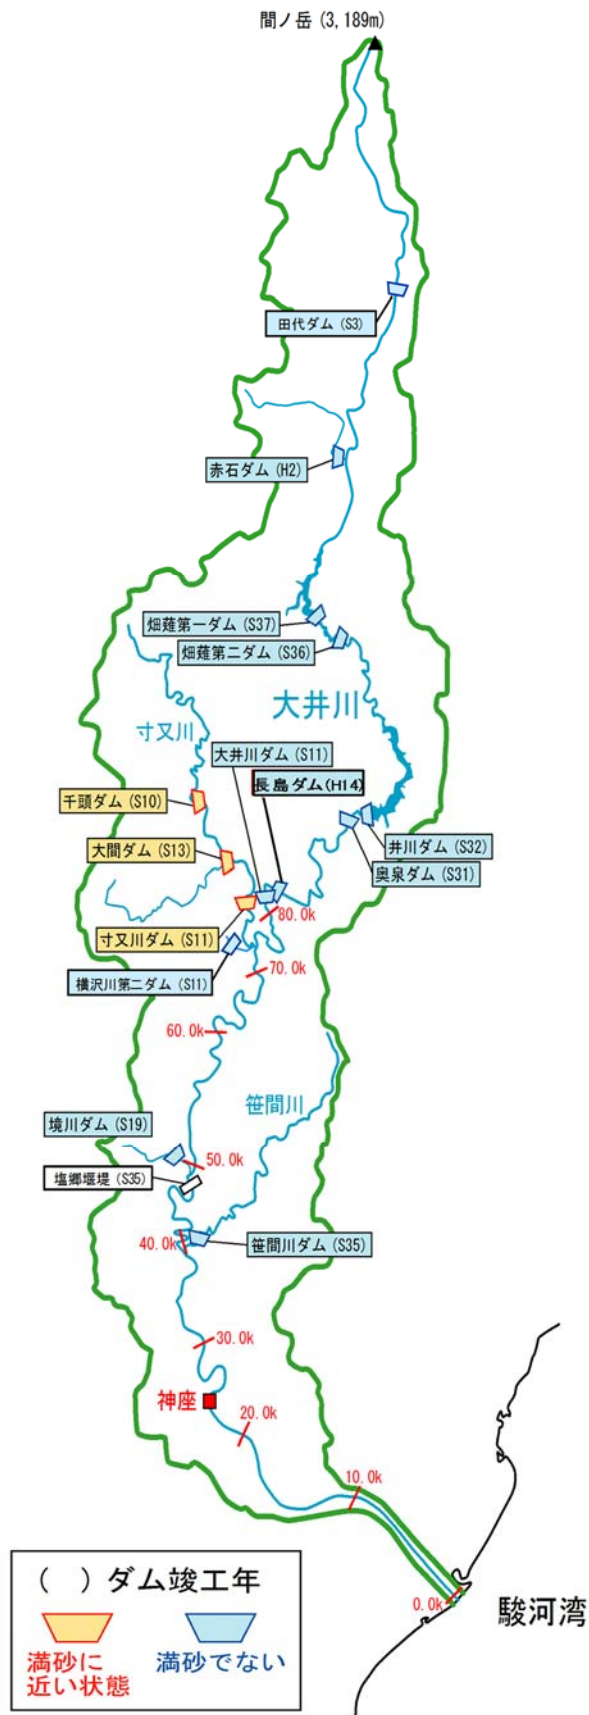 間ノ岳 (3,189m)
田代ダム (S3)
赤石ダム (H2)
畑薙第一ダム (S37)
畑薙第二ダム (S36)
大井川
寸又川
大井川ダム (S11)
長島ダム(H14)
千頭ダム (S10)
井川ダム (S32)
大間ダム (S13)
奥泉ダム (S31)
80.0k
寸又川ダム (S11)
70.0k
横沢川第二ダム (S11)
60.0k
笹間川
境川ダム (S19)
50.0k
塩郷堰堤 (S35)
40.0k
笹間川ダム (S35)
30.0k
神座
20.0k
10.0k
0.0k
駿河湾
( ) ダム竣工年
満砂に
近い状態
満砂でない